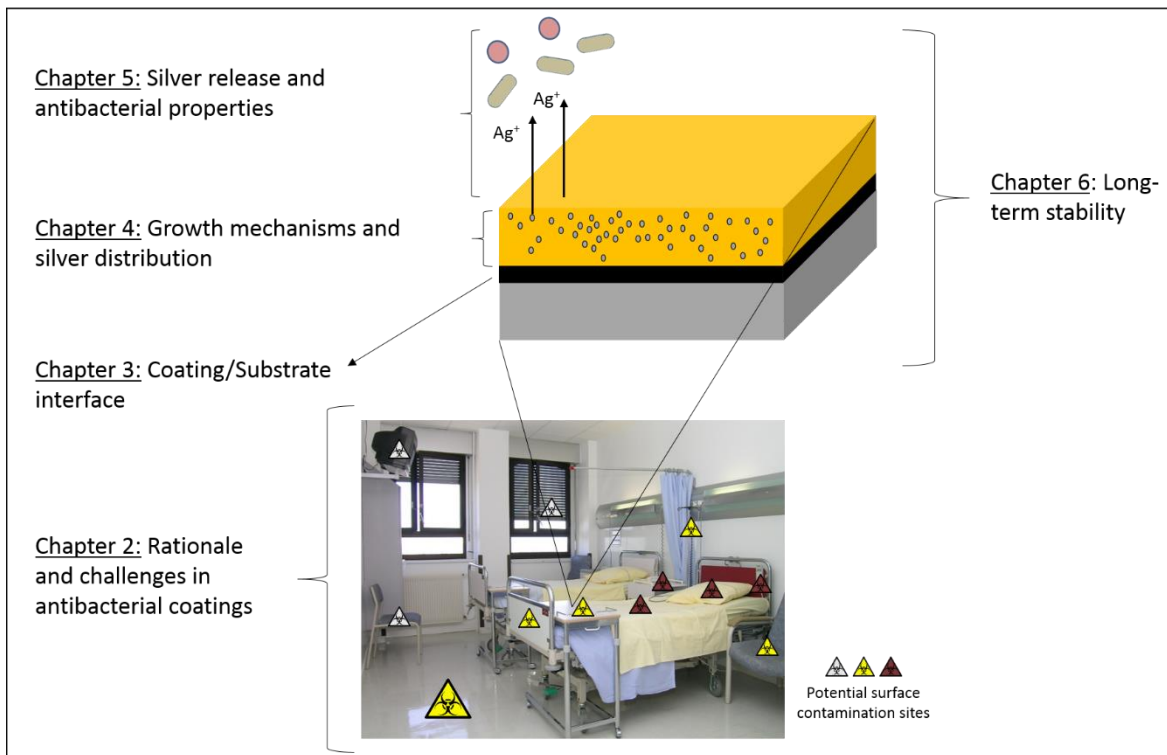 Chapter 5: Silver release and
antibacterial properties
Ag⁺
Ag⁺
Chapter 4: Growth mechanisms and
silver distribution
Chapter 6: Long-
term stability
Chapter 3: Coating/Substrate
interface
Chapter 2: Rationale
and challenges in
antibacterial coatings
Potential surface
contamination sites